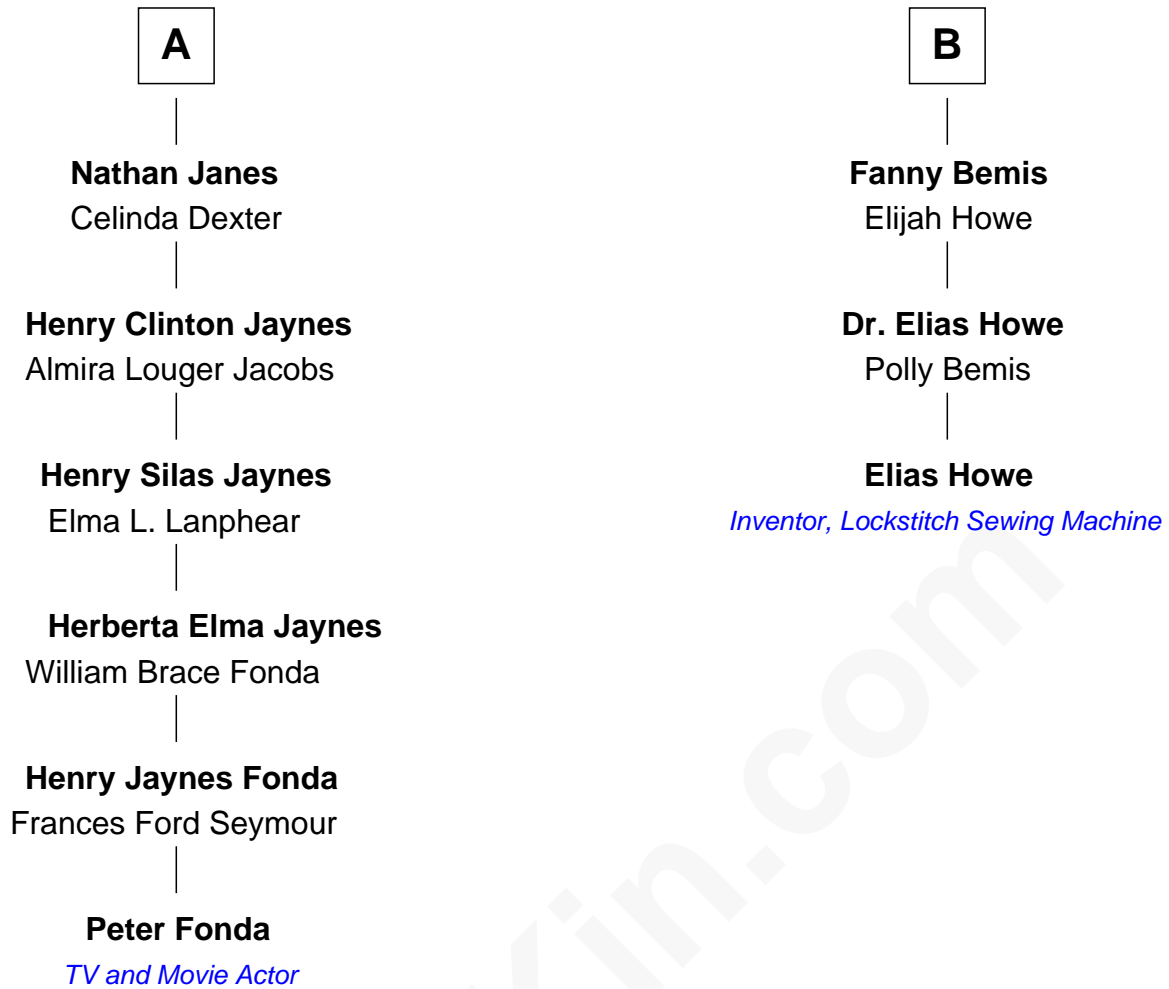 A
Nathan Janes
Celinda Dexter
Henry Clinton Jaynes
Almira Louger Jacobs
Henry Silas Jaynes
Elma L. Lanphear
Herberta Elma Jaynes
William Brace Fonda
Henry Jaynes Fonda
Frances Ford Seymour
Peter Fonda
TV and Movie Actor
B
Fanny Bemis
Elijah Howe
Dr. Elias Howe
Polly Bemis
Elias Howe
Inventor, Lockstitch Sewing Machine